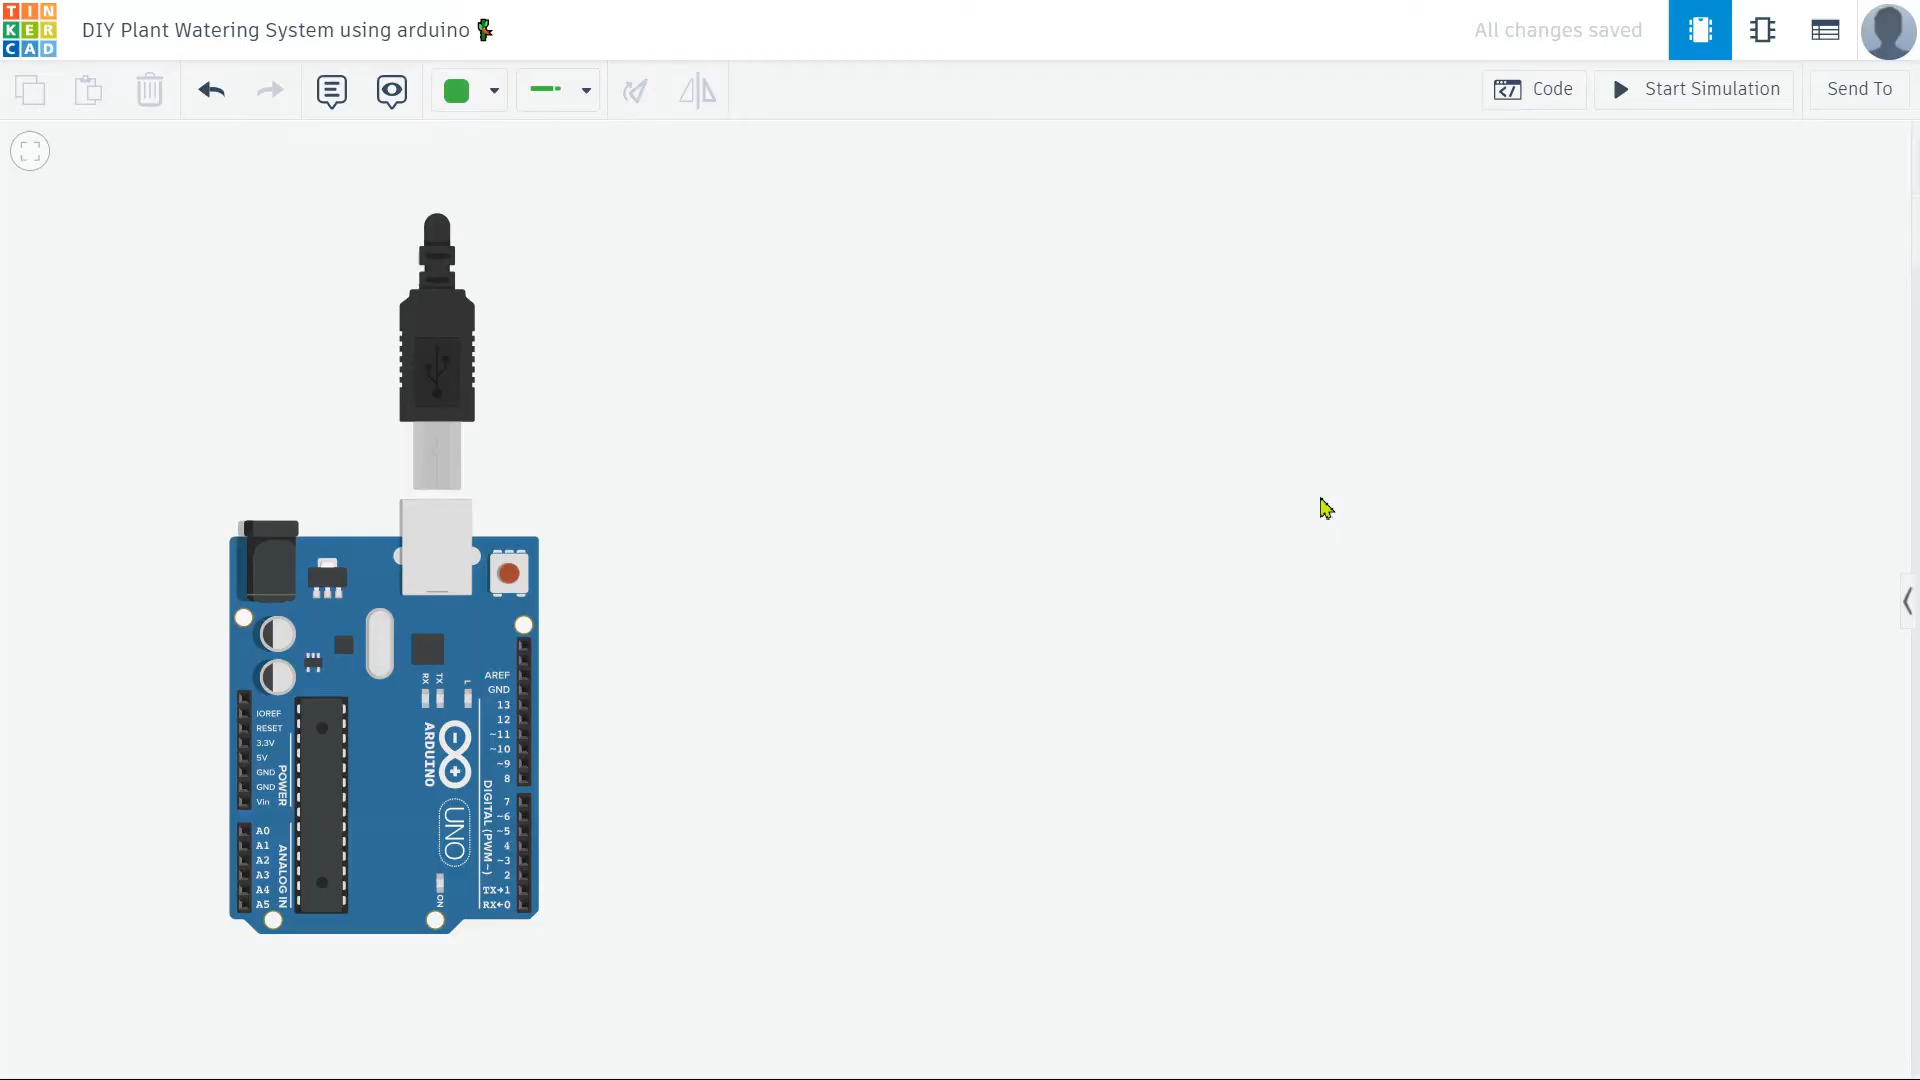 TIN
KER
CAD
DIY Plant Watering System using arduino
All changes saved
Code
Start Simulation
Send To
RX
TX
L
AREF
GND
13
12
~11
~10
~9
8
7
~6
~5
4
~3
2
TX→1
RX←0
IOREF
RESET
3.3V
5V
GND
GND
Vin
POWER
A0
A1
A2
A3
A4
A5
ANALOG IN
ARDUINO
UNO
DIGITAL (PWM~)
ON